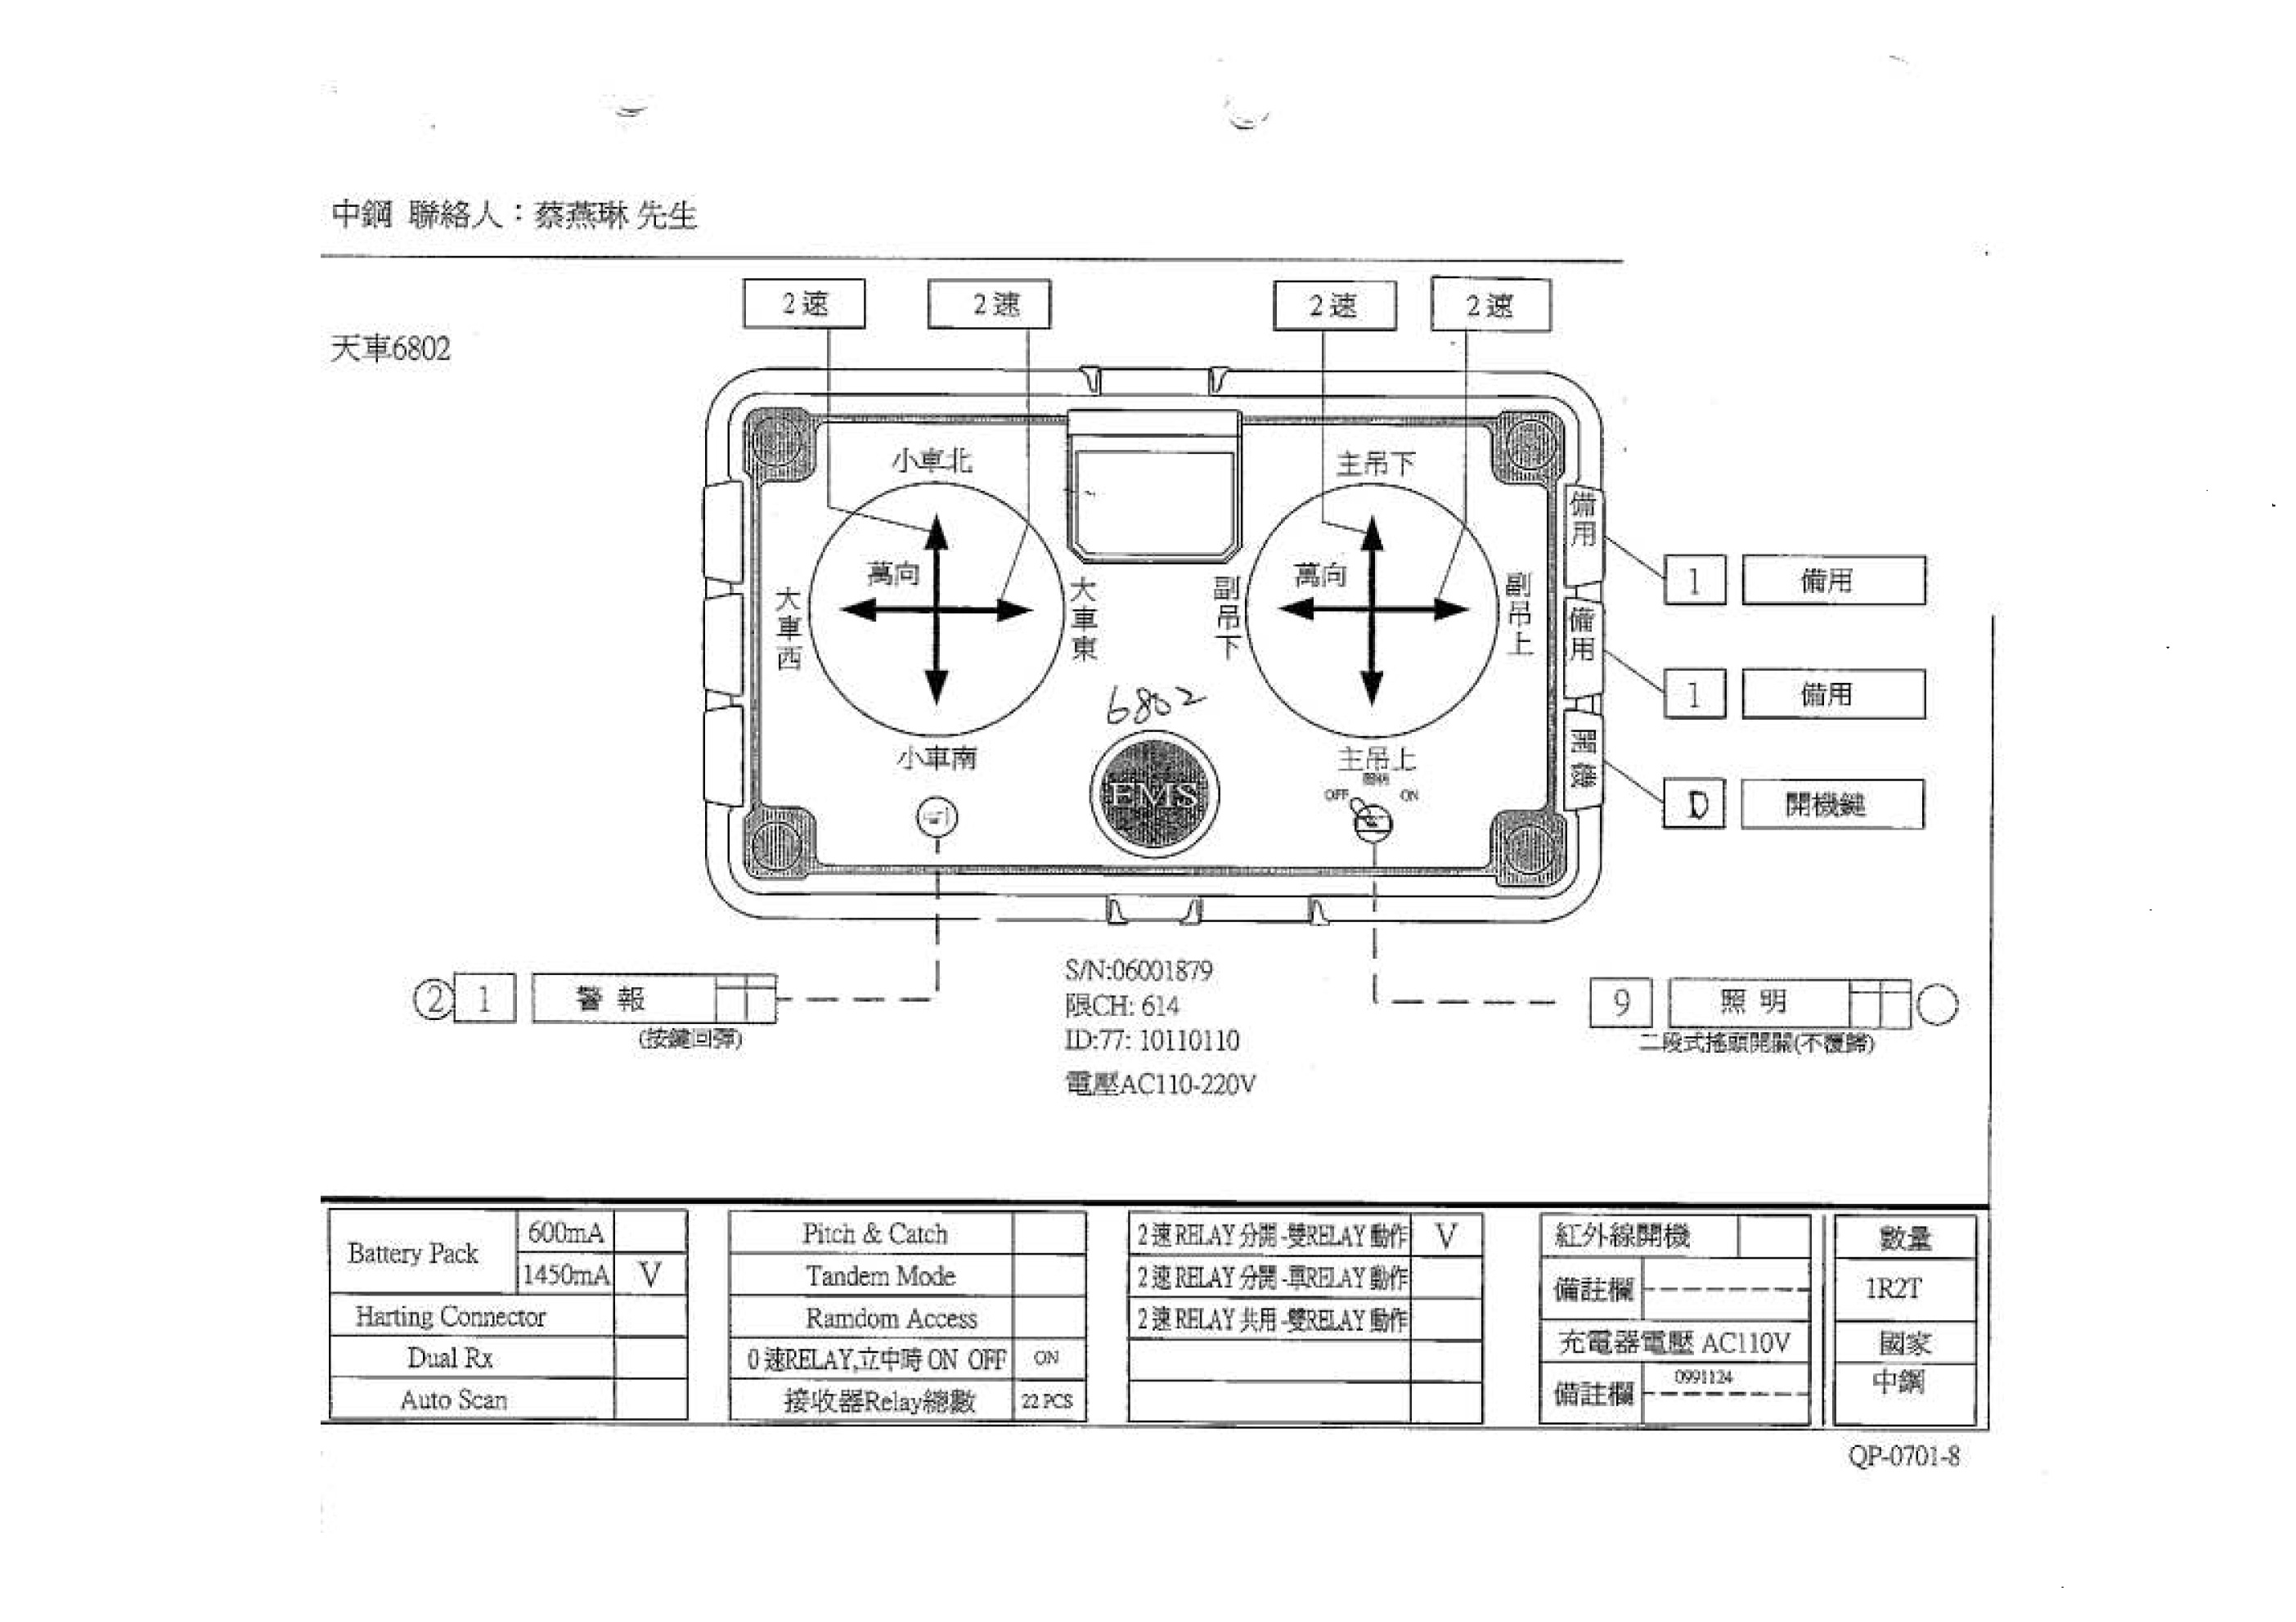 中鋼 聯絡人：蔡燕琳 先生
2速
2速
2速
2速
天車6802
小車北
主吊下
萬向
萬向
大車西
大車東
副吊下
副吊上
小車南
主吊上
照明
OFF
ON
6802
EMS
備用
備用
開機鍵
1
備用
1
備用
D
開機鍵
② 1 警 報
(按鍵回彈)
9 照 明
二段式搖頭開關(不覆歸)
S/N:06001879
限CH: 614
ID:77: 10110110
電壓AC110-220V
Battery Pack
600mA
1450mA V
Harting Connector
Dual Rx
Auto Scan
Pitch & Catch
Tandem Mode
Ramdom Access
0 速RELAY,立中時 ON OFF ON
接收器Relay總數 22 PCS
2 速 RELAY 分開 -雙RELAY 動作 V
2 速 RELAY 分開 -單RELAY 動作
2 速 RELAY 共用 -雙RELAY 動作
紅外線開機
備註欄
充電器電壓 AC110V
備註欄 0991124
數量
1R2T
國家
中鋼
QP-0701-8